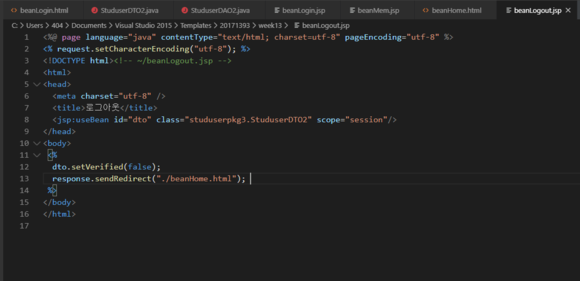 beanLogin.html StuduserDTO2.java StuduserDAO2.java beanLogin.jsp beanMem.jsp beanHome.html beanLogout.jsp
C: > Users > 404 > Documents > Visual Studio 2015 > Templates > 20171393 > week13 > beanLogout.jsp
1 <%@ page language="java" contentType="text/html; charset=utf-8" pageEncoding="utf-8" %>
2 <% request.setCharacterEncoding("utf-8"); %>
3 <!DOCTYPE html><!-- ~/beanLogout.jsp -->
4 <html>
5 <head>
6 <meta charset="utf-8" />
7 <title>로그아웃</title>
8 <jsp:useBean id="dto" class="studuserpkg3.StuduserDTO2" scope="session"/>
9 </head>
10 <body>
11 <%
12 dto.setVerified(false);
13 response.sendRedirect("./beanHome.html");
14 %>
15 </body>
16 </html>
17